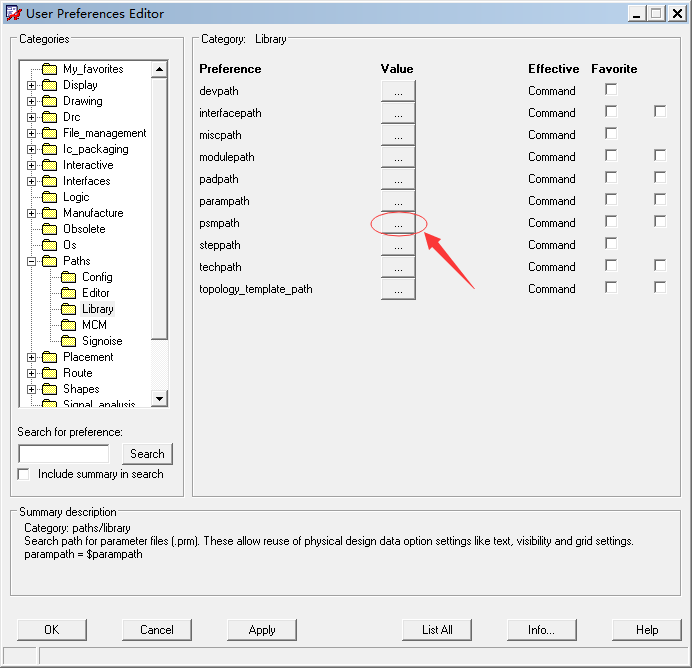 User Preferences Editor
Categories
My_favorites
Display
Drawing
Drc
File_management
Ic_packaging
Interactive
Interfaces
Logic
Manufacture
Obsolete
Os
Paths
Config
Editor
Library
MCM
Signoise
Placement
Route
Shapes
Signal_analysis
Search for preference:
Search
Include summary in search
Category: Library
Preference Value Effective Favorite
devpath ... Command
interfacepath ... Command
miscpath ... Command
modulepath ... Command
padpath ... Command
parampath ... Command
psmpath ... Command
steppath ... Command
techpath ... Command
topology_template_path ... Command
Summary description
Category: paths/library
Search path for parameter files (.prm). These allow reuse of physical design data option settings like text, visibility and grid settings.
parampath = $parampath
OK Cancel Apply List All Info... Help